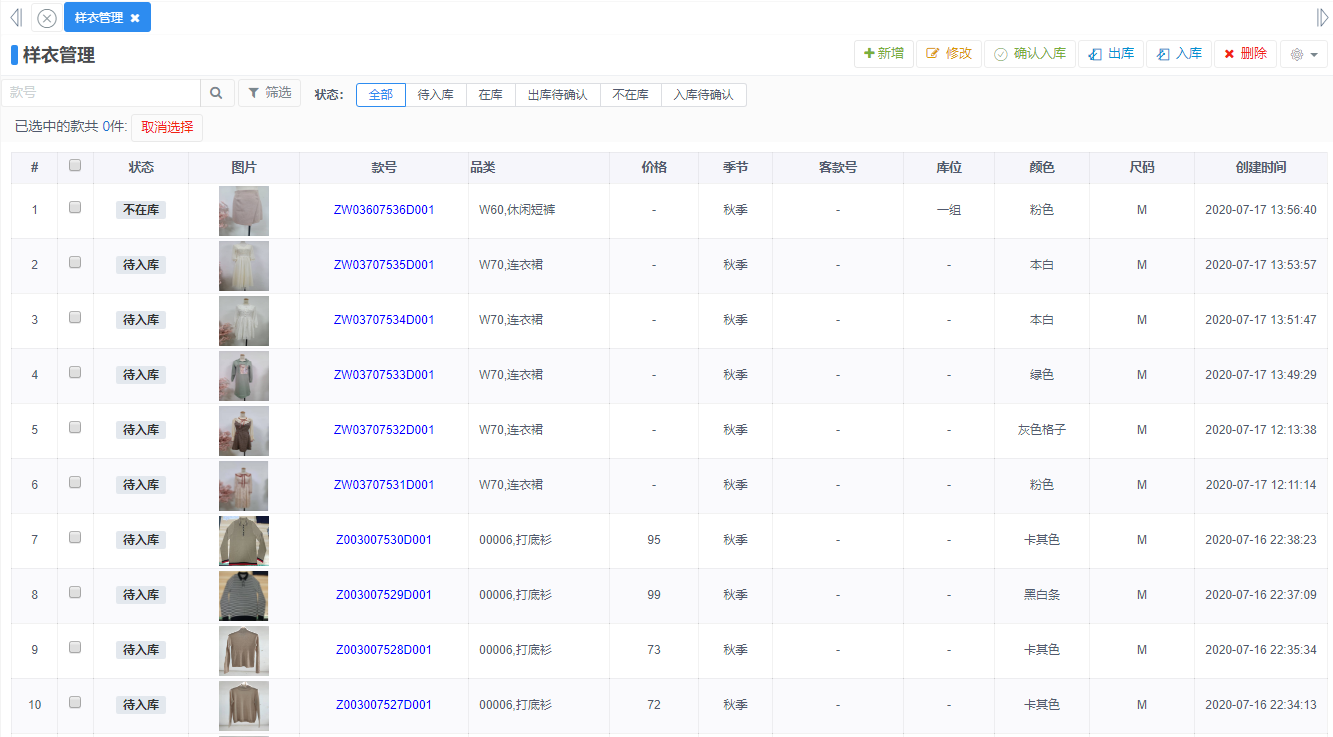 样衣管理
样衣管理
新增 修改 确认入库 出库 入库 删除
款号 筛选 状态： 全部 待入库 在库 出库待确认 不在库 入库待确认
已选中的款共 0件: 取消选择
# 状态 图片 款号 品类 价格 季节 客款号 库位 颜色 尺码 创建时间
1 不在库 ZW03607536D001 W60,休闲短裤 - 秋季 - 一组 粉色 M 2020-07-17 13:56:40
2 待入库 ZW03707535D001 W70,连衣裙 - 秋季 - - 本白 M 2020-07-17 13:53:57
3 待入库 ZW03707534D001 W70,连衣裙 - 秋季 - - 本白 M 2020-07-17 13:51:47
4 待入库 ZW03707533D001 W70,连衣裙 - 秋季 - - 绿色 M 2020-07-17 13:49:29
5 待入库 ZW03707532D001 W70,连衣裙 - 秋季 - - 灰色格子 M 2020-07-17 12:13:38
6 待入库 ZW03707531D001 W70,连衣裙 - 秋季 - - 粉色 M 2020-07-17 12:11:14
7 待入库 Z003007530D001 00006,打底衫 95 秋季 - - 卡其色 M 2020-07-16 22:38:23
8 待入库 Z003007529D001 00006,打底衫 99 秋季 - - 黑白条 M 2020-07-16 22:37:09
9 待入库 Z003007528D001 00006,打底衫 73 秋季 - - 卡其色 M 2020-07-16 22:35:34
10 待入库 Z003007527D001 00006,打底衫 72 秋季 - - 卡其色 M 2020-07-16 22:34:13